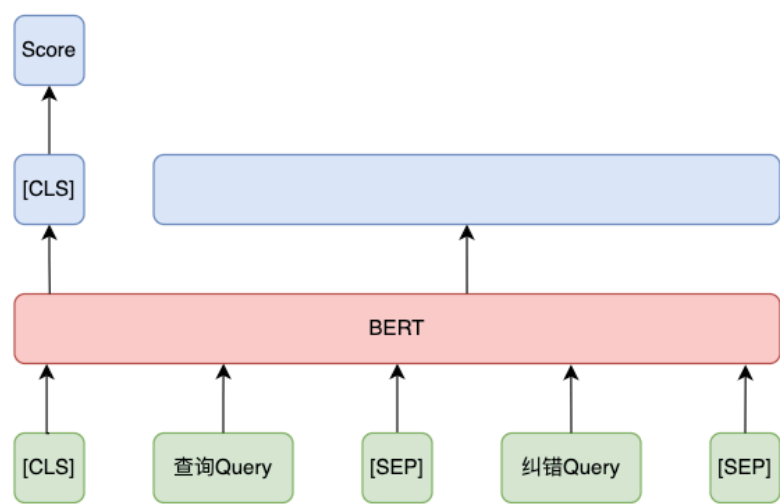 Score
[CLS]
BERT
[CLS]
查询Query
[SEP]
纠错Query
[SEP]